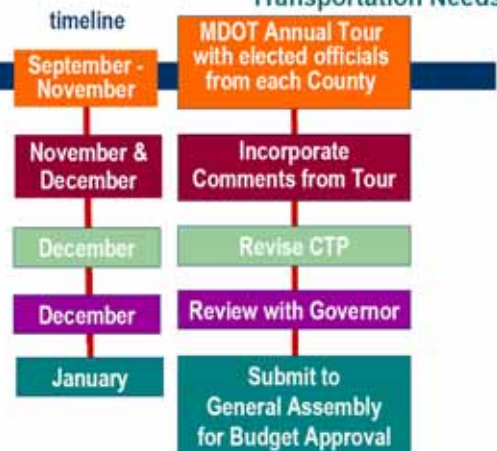 Transportation Needs
timeline
September -
November
MDOT Annual Tour
with elected officials
from each County
November &
December
Incorporate
Comments from Tour
December
Revise CTP
December
Review with Governor
January
Submit to
General Assembly
for Budget Approval